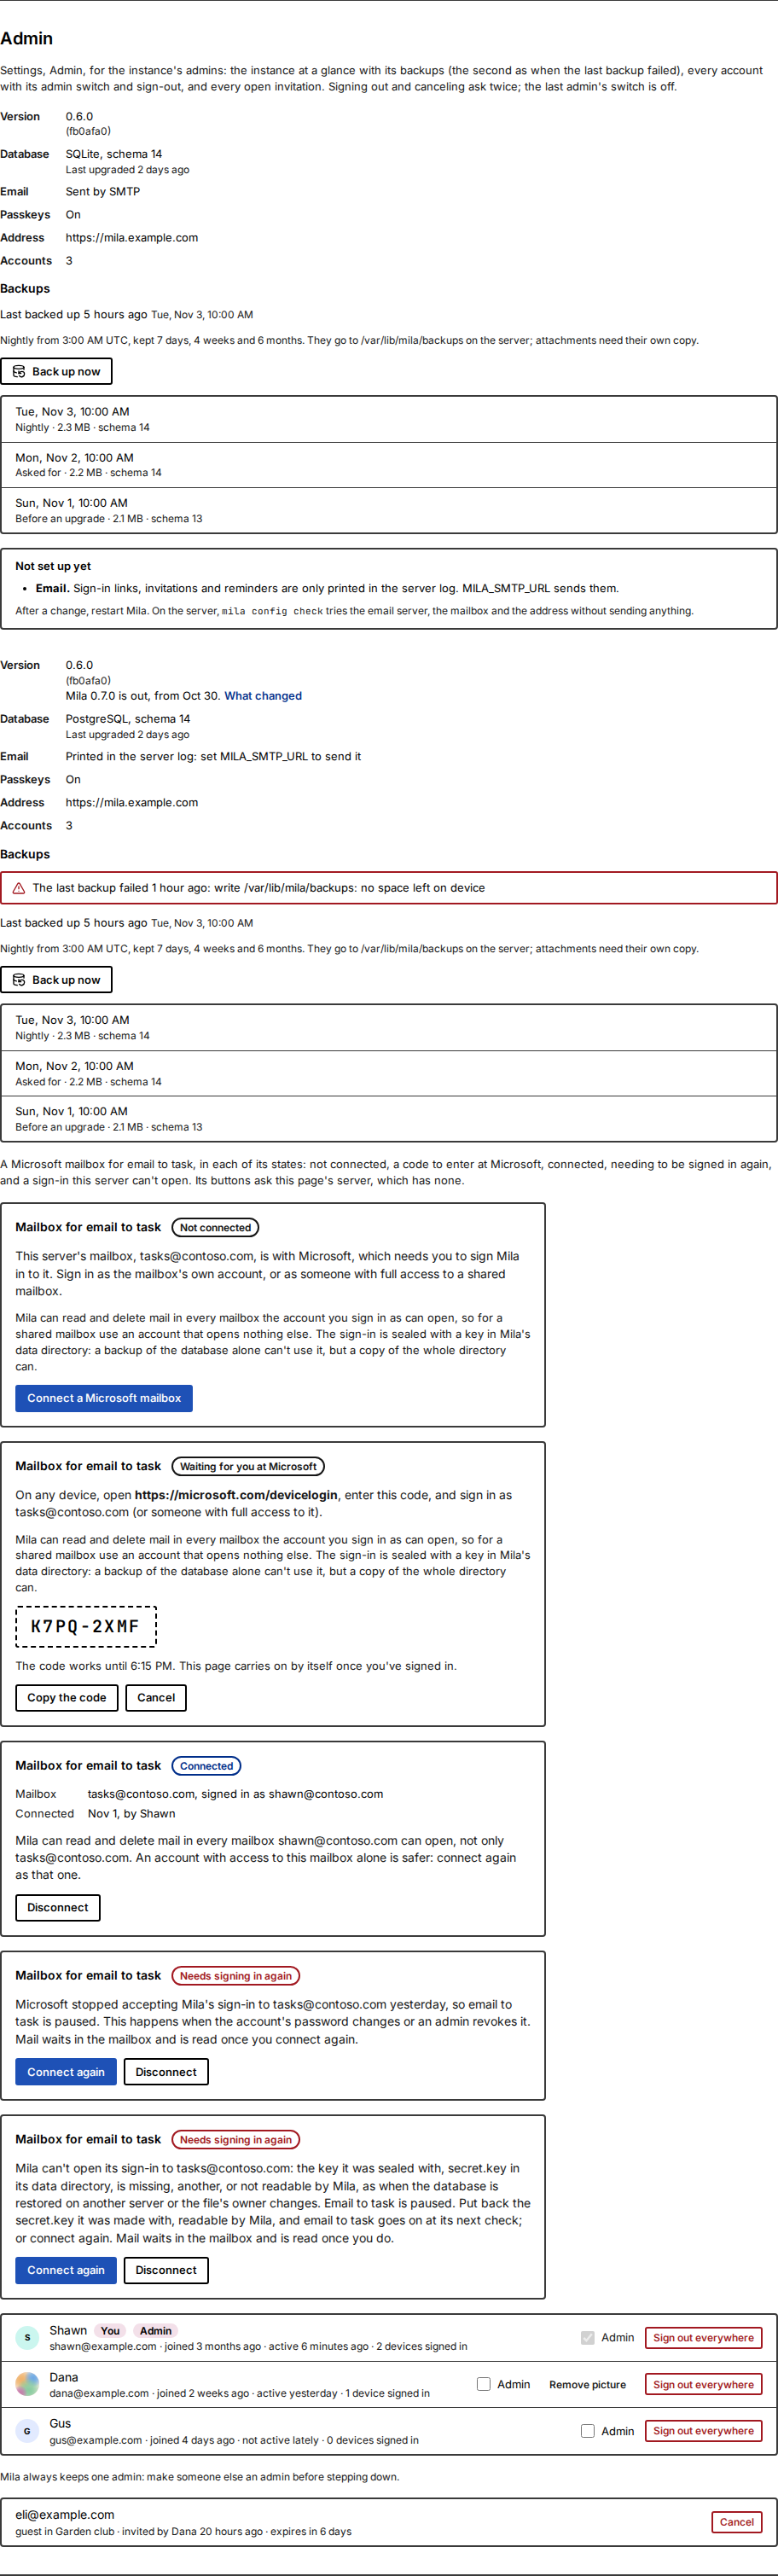 Admin
Settings, Admin, for the instance's admins: the instance at a glance with its backups (the second as when the last backup failed), every account
with its admin switch and sign-out, and every open invitation. Signing out and canceling ask twice; the last admin's switch is off.
Version 0.6.0
(fb0afa0)
Database SQLite, schema 14
Last upgraded 2 days ago
Email Sent by SMTP
Passkeys On
Address https://mila.example.com
Accounts 3
Backups
Last backed up 5 hours ago Tue, Nov 3, 10:00 AM
Nightly from 3:00 AM UTC, kept 7 days, 4 weeks and 6 months. They go to /var/lib/mila/backups on the server; attachments need their own copy.
Back up now
Tue, Nov 3, 10:00 AM
Nightly · 2.3 MB · schema 14
Mon, Nov 2, 10:00 AM
Asked for · 2.2 MB · schema 14
Sun, Nov 1, 10:00 AM
Before an upgrade · 2.1 MB · schema 13
Not set up yet
• Email. Sign-in links, invitations and reminders are only printed in the server log. MILA_SMTP_URL sends them.
After a change, restart Mila. On the server, mila config check tries the email server, the mailbox and the address without sending anything.
Version 0.6.0
(fb0afa0)
Mila 0.7.0 is out, from Oct 30. What changed
Database PostgreSQL, schema 14
Last upgraded 2 days ago
Email Printed in the server log: set MILA_SMTP_URL to send it
Passkeys On
Address https://mila.example.com
Accounts 3
Backups
The last backup failed 1 hour ago: write /var/lib/mila/backups: no space left on device
Last backed up 5 hours ago Tue, Nov 3, 10:00 AM
Nightly from 3:00 AM UTC, kept 7 days, 4 weeks and 6 months. They go to /var/lib/mila/backups on the server; attachments need their own copy.
Back up now
Tue, Nov 3, 10:00 AM
Nightly · 2.3 MB · schema 14
Mon, Nov 2, 10:00 AM
Asked for · 2.2 MB · schema 14
Sun, Nov 1, 10:00 AM
Before an upgrade · 2.1 MB · schema 13
A Microsoft mailbox for email to task, in each of its states: not connected, a code to enter at Microsoft, connected, needing to be signed in again,
and a sign-in this server can't open. Its buttons ask this page's server, which has none.
Mailbox for email to task Not connected
This server's mailbox, tasks@contoso.com, is with Microsoft, which needs you to sign Mila
in to it. Sign in as the mailbox's own account, or as someone with full access to a shared
mailbox.
Mila can read and delete mail in every mailbox the account you sign in as can open, so for a
shared mailbox use an account that opens nothing else. The sign-in is sealed with a key in Mila's
data directory: a backup of the database alone can't use it, but a copy of the whole directory
can.
Connect a Microsoft mailbox
Mailbox for email to task Waiting for you at Microsoft
On any device, open https://microsoft.com/devicelogin, enter this code, and sign in as
tasks@contoso.com (or someone with full access to it).
Mila can read and delete mail in every mailbox the account you sign in as can open, so for a
shared mailbox use an account that opens nothing else. The sign-in is sealed with a key in Mila's
data directory: a backup of the database alone can't use it, but a copy of the whole directory
can.
K7PQ-2XMF
The code works until 6:15 PM. This page carries on by itself once you've signed in.
Copy the code Cancel
Mailbox for email to task Connected
Mailbox tasks@contoso.com, signed in as shawn@contoso.com
Connected Nov 1, by Shawn
Mila can read and delete mail in every mailbox shawn@contoso.com can open, not only
tasks@contoso.com. An account with access to this mailbox alone is safer: connect again
as that one.
Disconnect
Mailbox for email to task Needs signing in again
Microsoft stopped accepting Mila's sign-in to tasks@contoso.com yesterday, so email to
task is paused. This happens when the account's password changes or an admin revokes it.
Mail waits in the mailbox and is read once you connect again.
Connect again Disconnect
Mailbox for email to task Needs signing in again
Mila can't open its sign-in to tasks@contoso.com: the key it was sealed with, secret.key in
its data directory, is missing, another, or not readable by Mila, as when the database is
restored on another server or the file's owner changes. Email to task is paused. Put back the
secret.key it was made with, readable by Mila, and email to task goes on at its next check;
or connect again. Mail waits in the mailbox and is read once you do.
Connect again Disconnect
S Shawn You Admin
shawn@example.com · joined 3 months ago · active 6 minutes ago · 2 devices signed in
Admin Sign out everywhere
Dana
dana@example.com · joined 2 weeks ago · active yesterday · 1 device signed in
Admin Remove picture Sign out everywhere
G Gus
gus@example.com · joined 4 days ago · not active lately · 0 devices signed in
Admin Sign out everywhere
Mila always keeps one admin: make someone else an admin before stepping down.
eli@example.com
guest in Garden club · invited by Dana 20 hours ago · expires in 6 days
Cancel